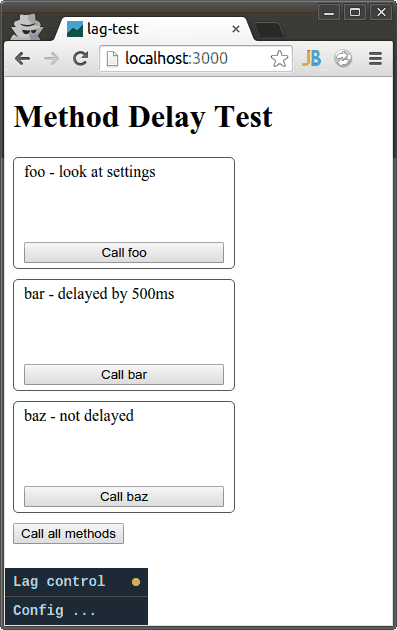 lag-test
localhost:3000
JB
Method Delay Test
foo - look at settings
Call foo
bar - delayed by 500ms
Call bar
baz - not delayed
Call baz
Call all methods
Lag control
Config ...